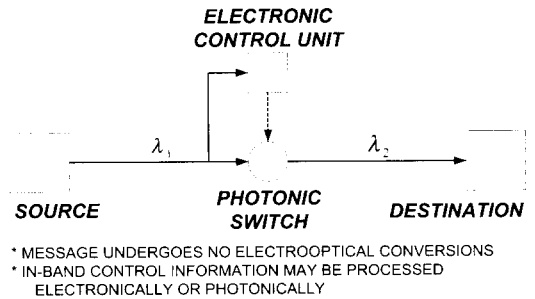 ELECTRONIC
CONTROL UNIT
λ1
λ2
SOURCE
PHOTONIC
SWITCH
DESTINATION
* MESSAGE UNDERGOES NO ELECTROOPTICAL CONVERSIONS
* IN-BAND CONTROL INFORMATION MAY BE PROCESSED
ELECTRONICALLY OR PHOTONICALLY